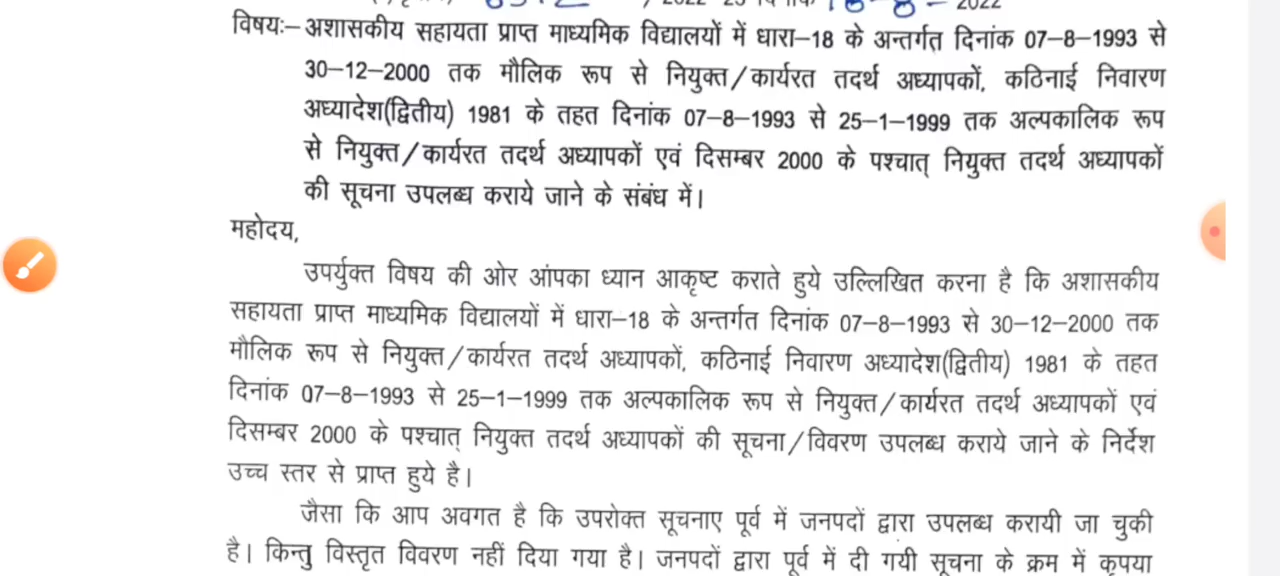 2022
विषयः– अशासकीय सहायता प्राप्त माध्यमिक विद्यालयों में धारा–18 के अन्तर्गत दिनांक 07–8–1993 से
30–12–2000 तक मौलिक रूप से नियुक्त/कार्यरत तदर्थ अध्यापकों, कठिनाई निवारण
अध्यादेश(द्वितीय) 1981 के तहत दिनांक 07–8–1993 से 25–1–1999 तक अल्पकालिक रूप
से नियुक्त/कार्यरत तदर्थ अध्यापकों एवं दिसम्बर 2000 के पश्चात् नियुक्त तदर्थ अध्यापकों
की सूचना उपलब्ध कराये जाने के संबंध में।
महोदय,
उपर्युक्त विषय की ओर आंपका ध्यान आकृष्ट कराते हुये उल्लिखित करना है कि अशासकीय
सहायता प्राप्त माध्यमिक विद्यालयों में धारा–18 के अन्तर्गत दिनांक 07–8–1993 से 30–12–2000 तक
मौलिक रूप से नियुक्त/कार्यरत तदर्थ अध्यापकों, कठिनाई निवारण अध्यादेश(द्वितीय) 1981 के तहत
दिनांक 07–8–1993 से 25–1–1999 तक अल्पकालिक रूप से नियुक्त/कार्यरत तदर्थ अध्यापकों एवं
दिसम्बर 2000 के पश्चात् नियुक्त तदर्थ अध्यापकों की सूचना/विवरण उपलब्ध कराये जाने के निर्देश
उच्च स्तर से प्राप्त हुये है।
जैसा कि आप अवगत है कि उपरोक्त सूचनाए पूर्व में जनपदों द्वारा उपलब्ध करायी जा चुकी
है। किन्तु विस्तृत विवरण नहीं दिया गया है। जनपदों द्वारा पूर्व में दी गयी सूचना के क्रम में कृपया